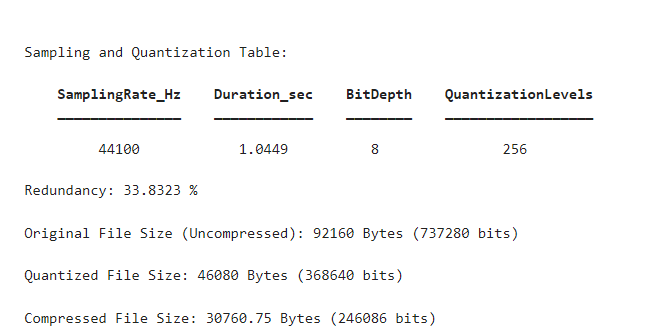 Sampling and Quantization Table:
SamplingRate_Hz Duration_sec BitDepth QuantizationLevels
44100 1.0449 8 256
Redundancy: 33.8323 %
Original File Size (Uncompressed): 92160 Bytes (737280 bits)
Quantized File Size: 46080 Bytes (368640 bits)
Compressed File Size: 30760.75 Bytes (246086 bits)